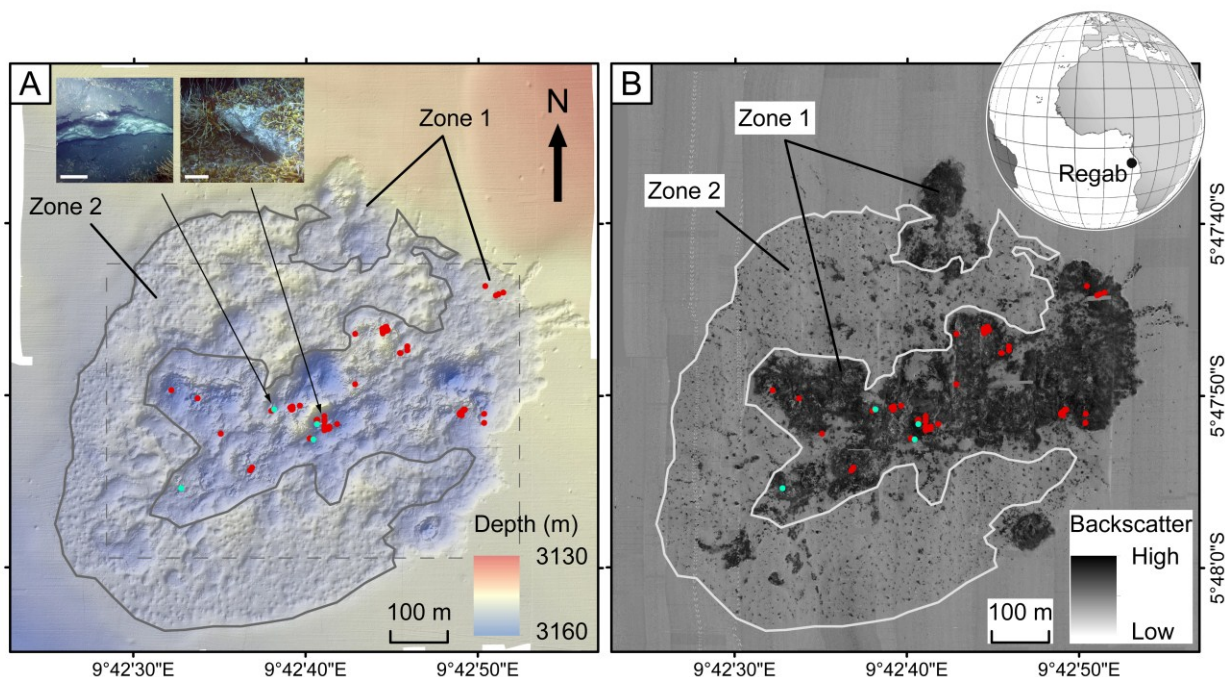 A
N
Zone 1
Zone 2
Depth (m)
3130
3160
100 m
9°42'30"E
9°42'40"E
9°42'50"E
B
Zone 1
Zone 2
Regab
5°47'40"S
5°47'50"S
5°48'0"S
Backscatter
High
Low
100 m
9°42'30"E
9°42'40"E
9°42'50"E